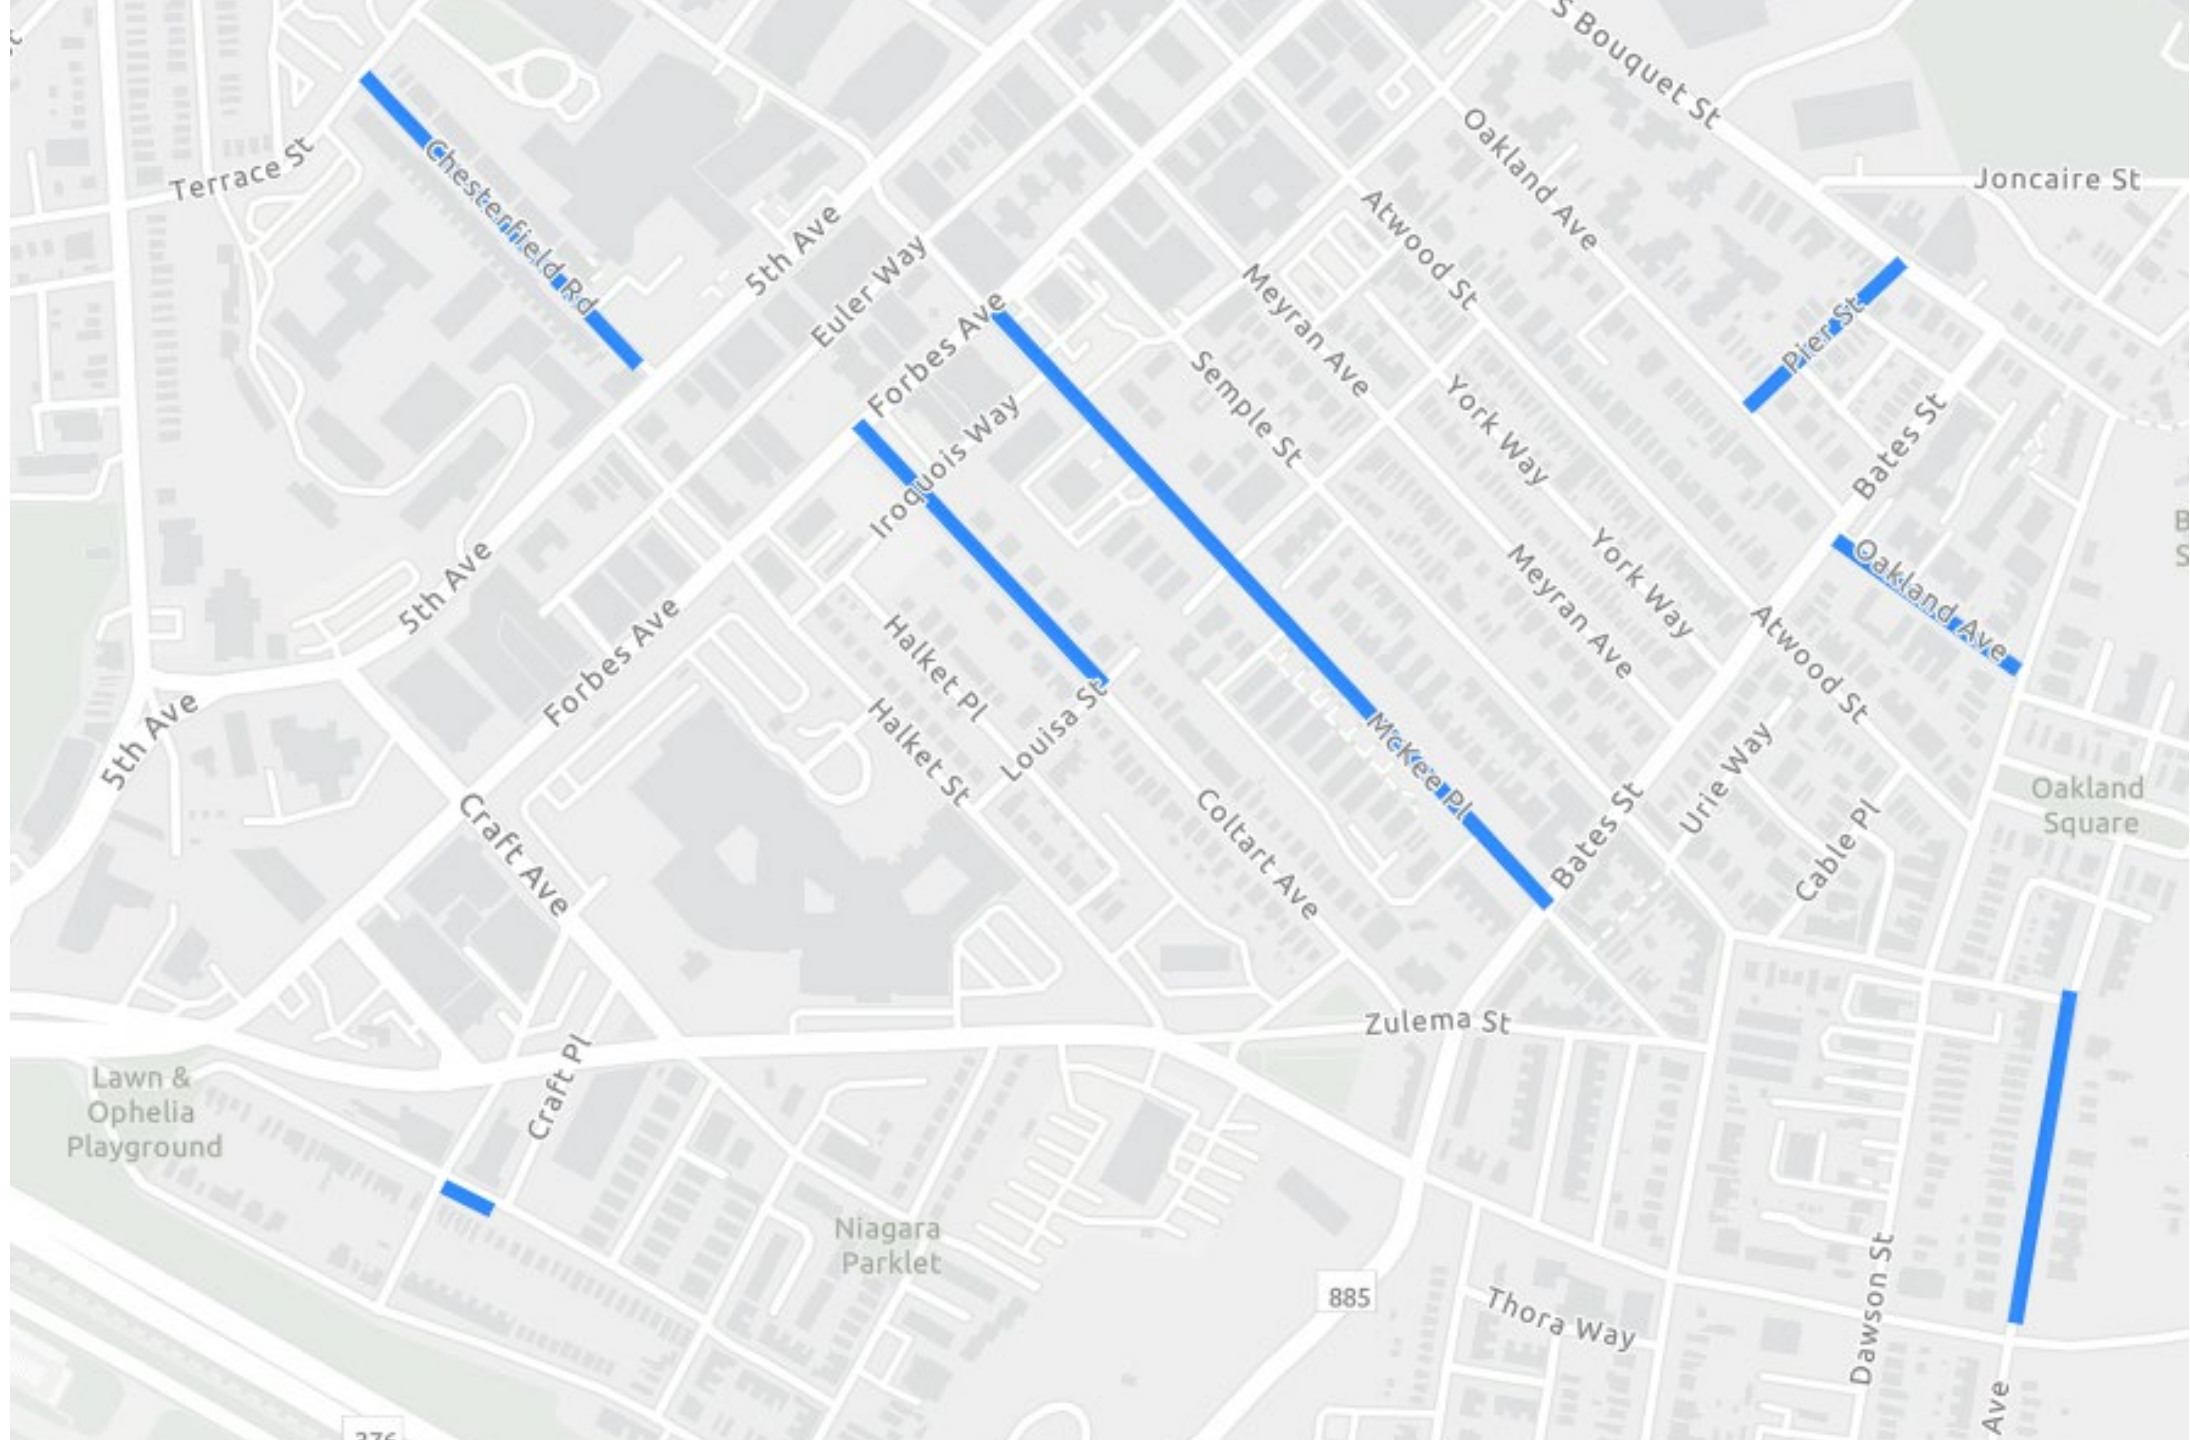 S Bouquet St
Oakland Ave
Joncaire St
Terrace St
Chesterfield Rd
5th Ave
Euler Way
Atwood St
Meyran Ave
Pier St
Forbes Ave
Semple St
York Way
Bates St
Iroquois Way
5th Ave
York Way
Meyran Ave
Oakland Ave
Atwood St
Forbes Ave
Halket Pl
Halket St
Louisa St
McKee Pl
5th Ave
Urie Way
Oakland
Square
Craft Ave
Coltart Ave
Bates St
Cable Pl
Zulema St
Lawn &
Ophelia
Playground
Craft Pl
Niagara
Parklet
885
Thora Way
Dawson St
Ave
376